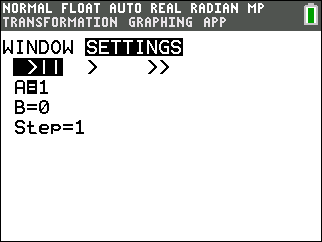 NORMAL FLOAT AUTO REAL RADIAN MP
TRANSFORMATION GRAPHING APP
WINDOW SETTINGS
>|| > >>
A=1
B=0
Step=1